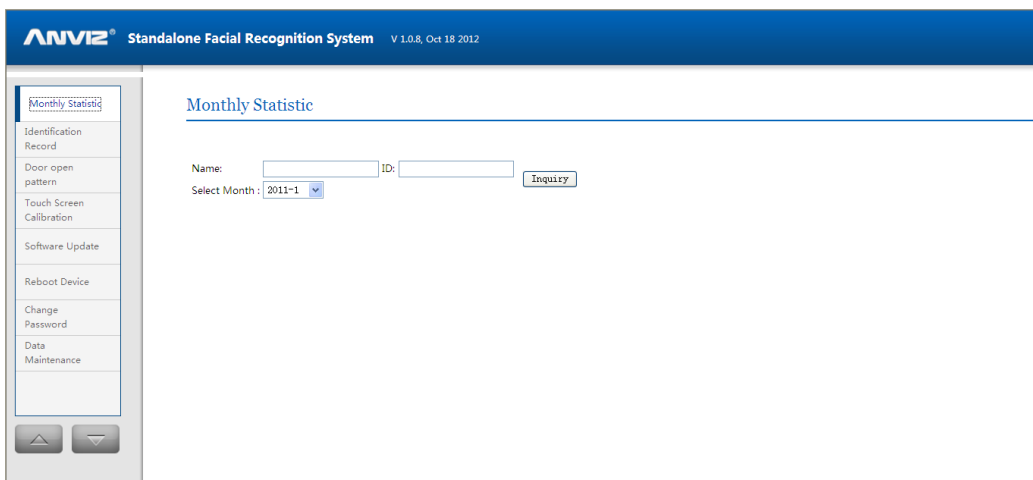 ANVIZ® Standalone Facial Recognition System V 1.0.8, Oct 18 2012
Monthly Statistic
Identification
Record
Door open
pattern
Touch Screen
Calibration
Software Update
Reboot Device
Change
Password
Data
Maintenance
Monthly Statistic
Name: ID:
Select Month : 2011-1
Inquiry